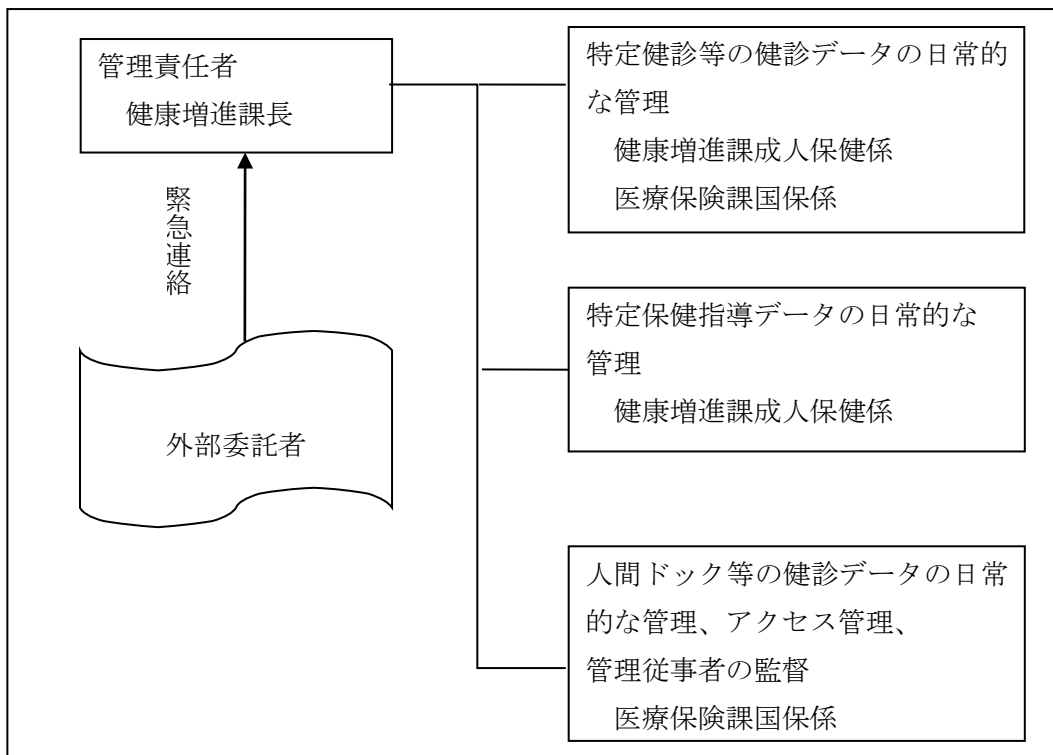 管理責任者
健康増進課長
緊急連絡
外部委託者
特定健診等の健診データの日常的
な管理
健康増進課成人保健係
医療保険課国保係
特定保健指導データの日常的な
管理
健康増進課成人保健係
人間ドック等の健診データの日常
的な管理、アクセス管理、
管理従事者の監督
医療保険課国保係